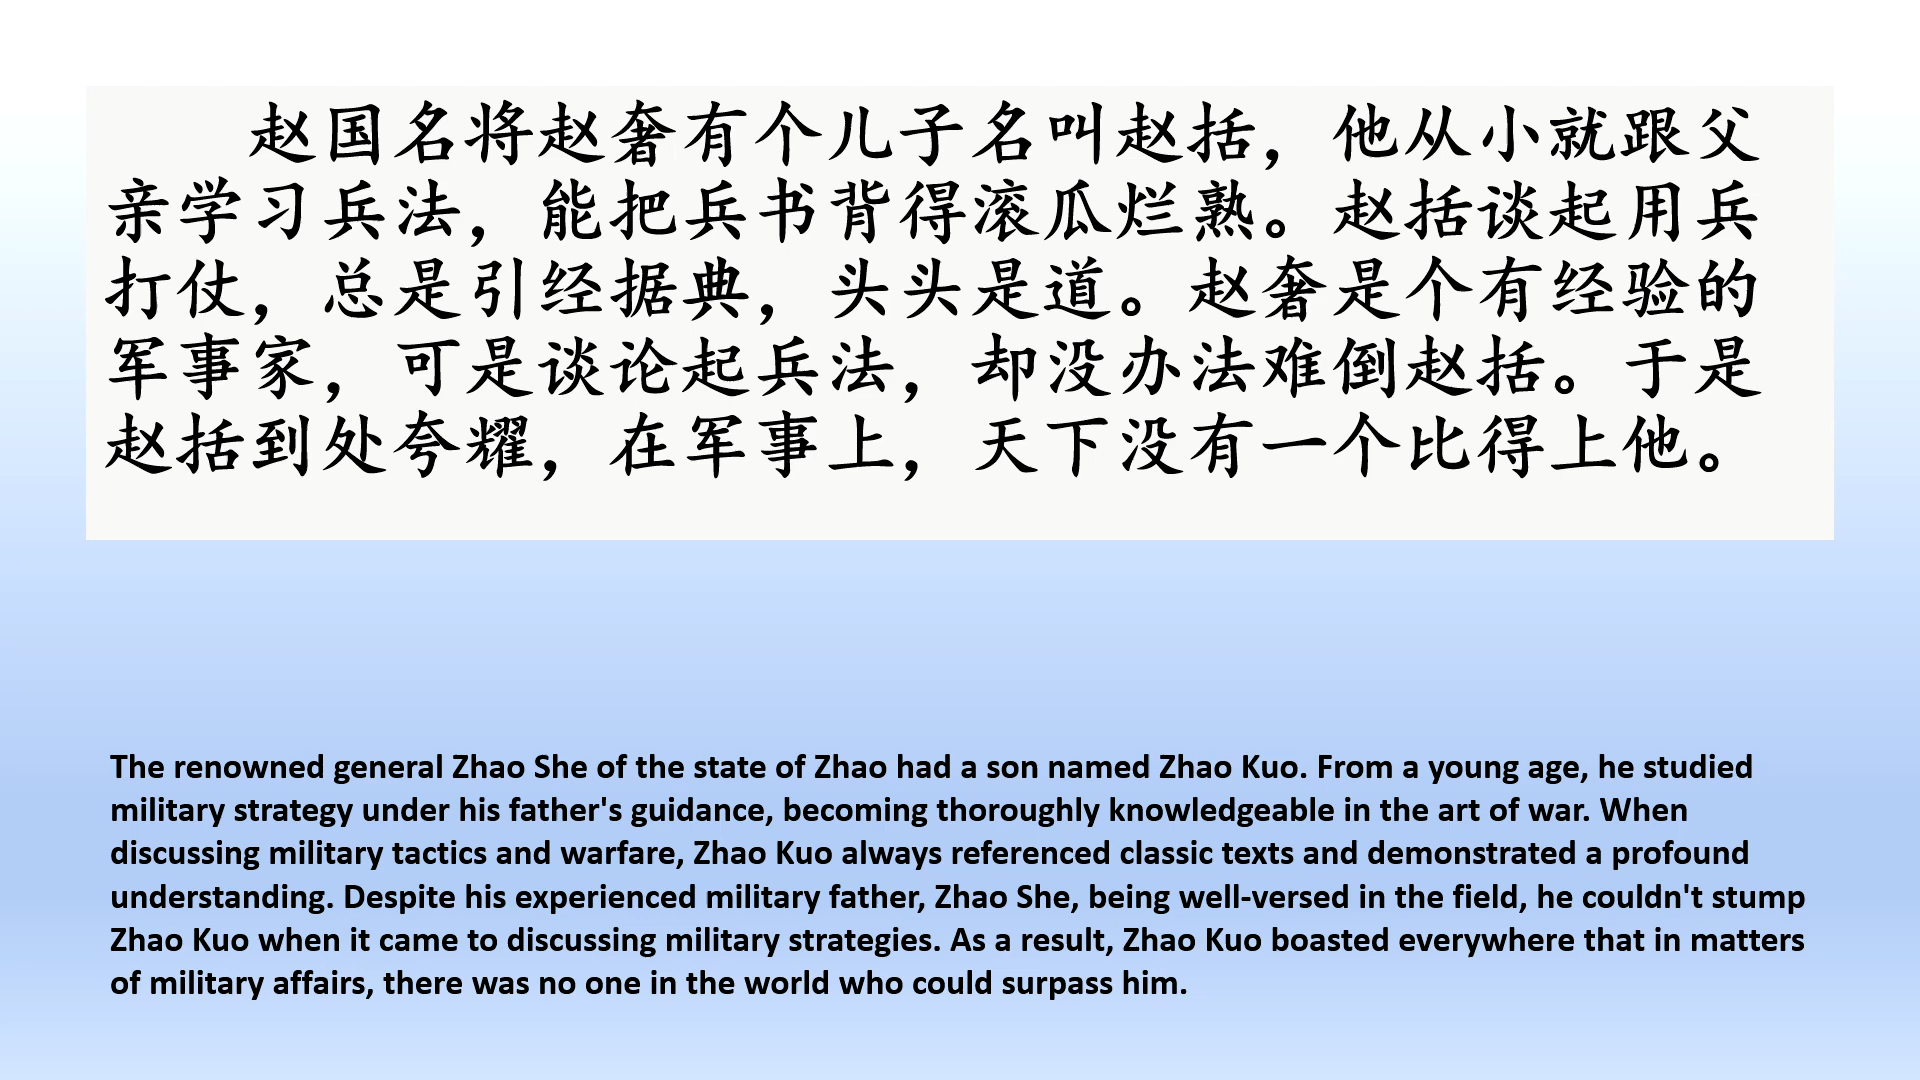 赵国名将赵奢有个儿子名叫赵括，他从小就跟父
亲学习兵法，能把兵书背得滚瓜烂熟。赵括谈起用兵
打仗，总是引经据典，头头是道。赵奢是个有经验的
军事家，可是谈论起兵法，却没办法难倒赵括。于是
赵括到处夸耀，在军事上，天下没有一个比得上他。
The renowned general Zhao She of the state of Zhao had a son named Zhao Kuo. From a young age, he studied
military strategy under his father's guidance, becoming thoroughly knowledgeable in the art of war. When
discussing military tactics and warfare, Zhao Kuo always referenced classic texts and demonstrated a profound
understanding. Despite his experienced military father, Zhao She, being well-versed in the field, he couldn't stump
Zhao Kuo when it came to discussing military strategies. As a result, Zhao Kuo boasted everywhere that in matters
of military affairs, there was no one in the world who could surpass him.